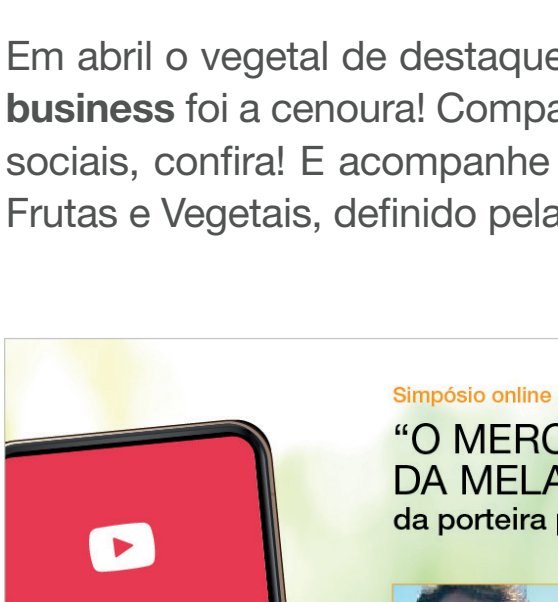 Em abril o vegetal de destaque
business foi a cenoura! Compa
sociais, confira! E acompanhe
Frutas e Vegetais, definido pela
Simpósio online
“O MERC
DA MELA
da porteira